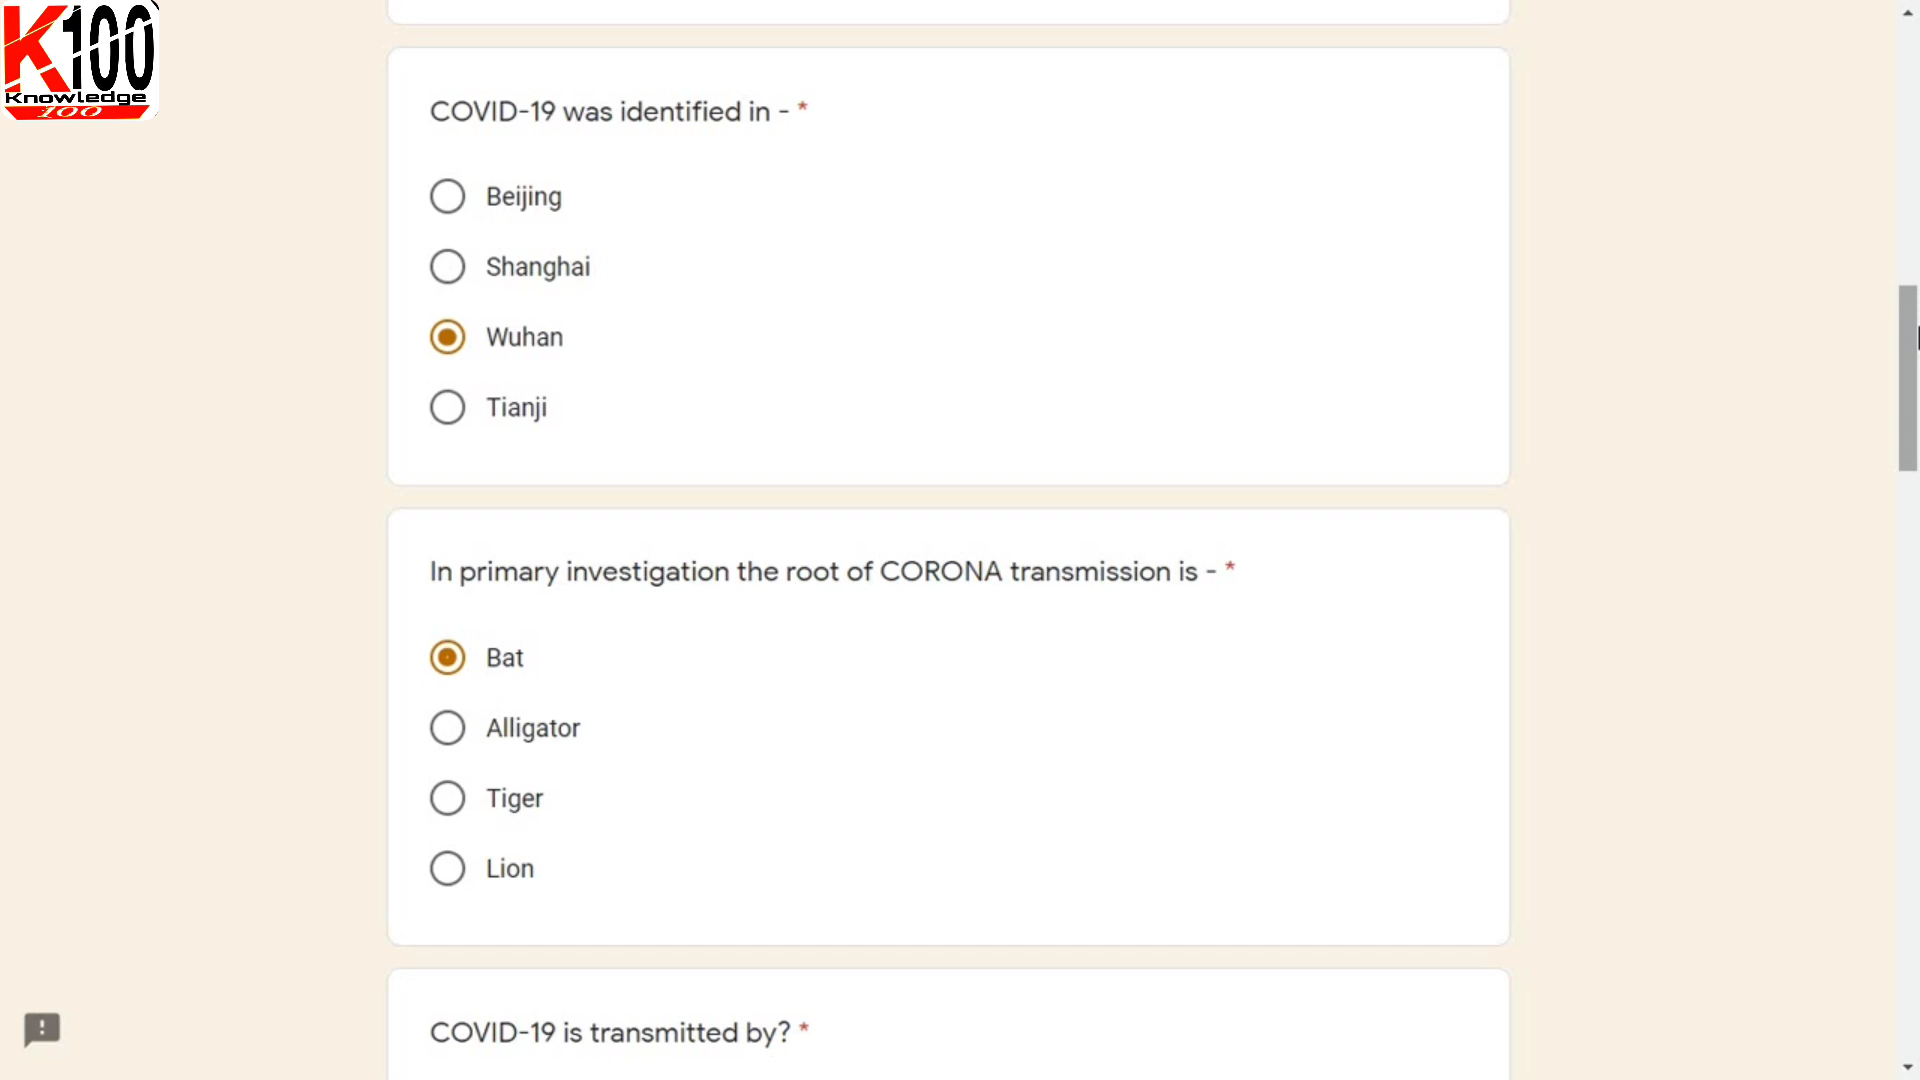 K100
Knowledge
100
COVID-19 was identified in - *
Beijing
Shanghai
Wuhan
Tianji
In primary investigation the root of CORONA transmission is - *
Bat
Alligator
Tiger
Lion
COVID-19 is transmitted by? *